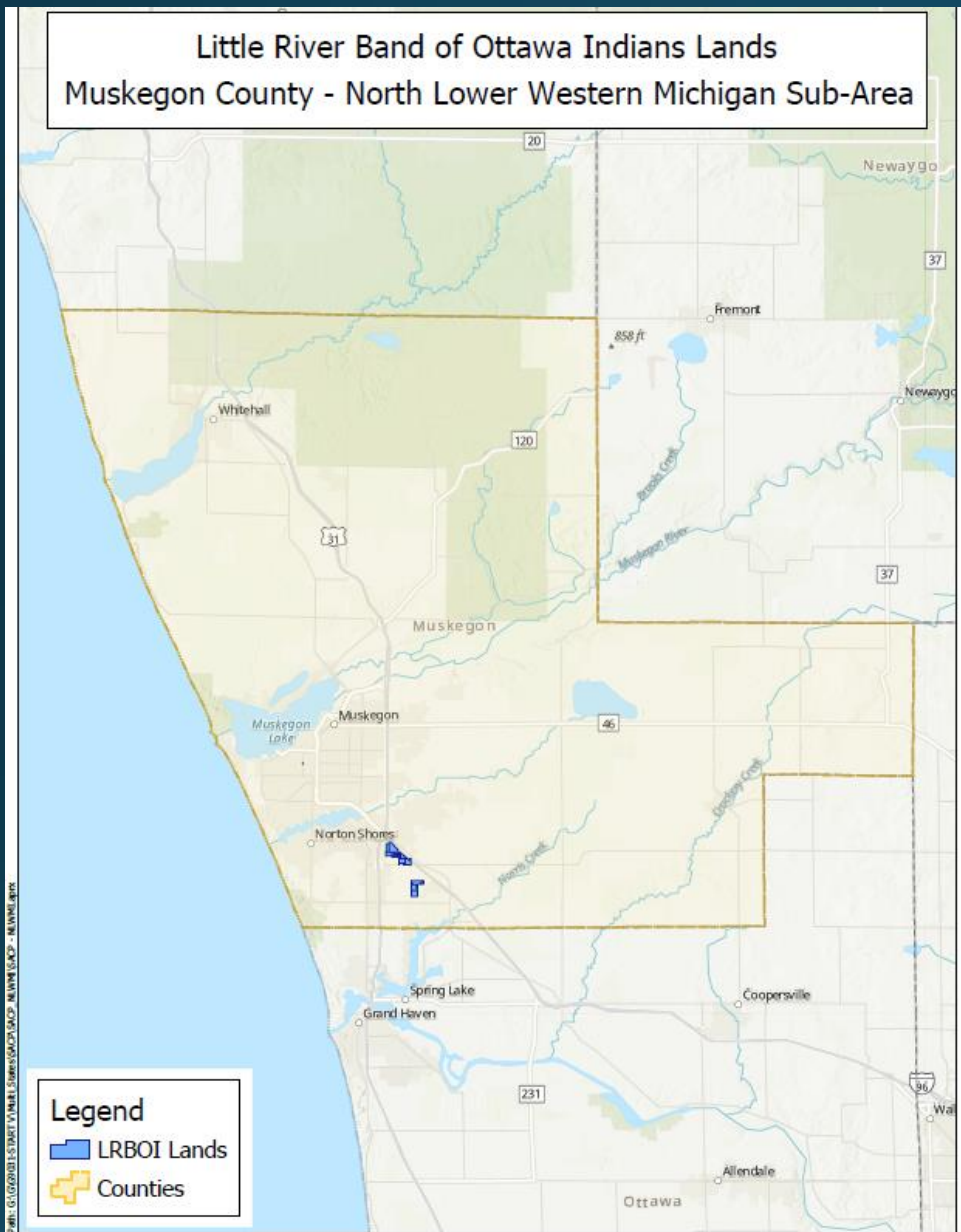 Little River Band of Ottawa Indians Lands
Muskegon County - North Lower Western Michigan Sub-Area
20
Newaygo
37
Fremont
858 ft
Newaygo
Whitehall
120
Brooks Creek
31
Muskegon River
37
Muskegon
Muskegon
Muskegon
Lake
46
Crockery Creek
Norton Shores
Norris Creek
Spring Lake
Coopersville
Grand Haven
231
96
Wal
Allendale
Ottawa
Legend
LRBOI Lands
Counties